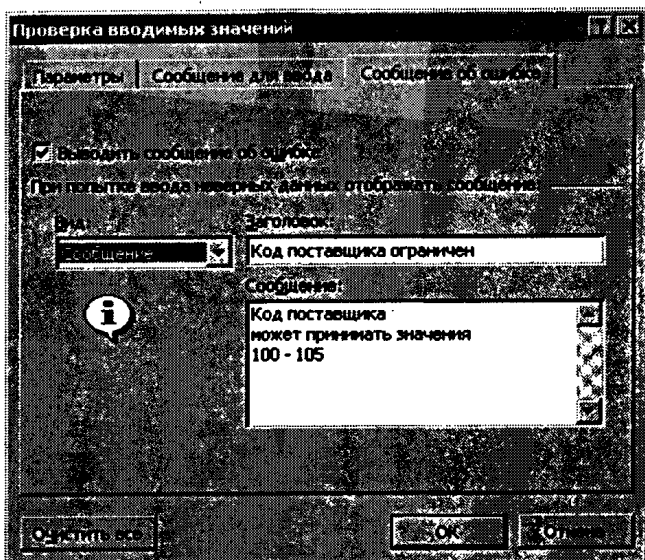 Проверка вводимых значений
Параметры
Сообщение для ввода
Сообщение об ошибке
Выводить сообщение об ошибке
При попытке ввода неверных данных отображать сообщение:
Вид:
Заголовок:
Сообщение
Код поставщика ограничен
Сообщение:
Код поставщика
может принимать значения
100 - 105
Очистить все
ОК
Отмена